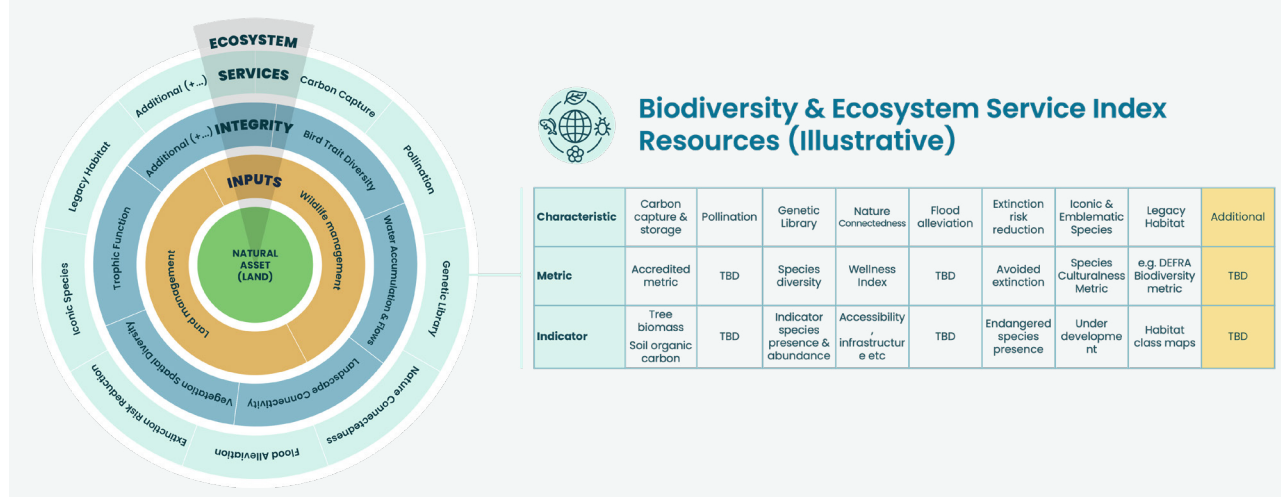 ECOSYSTEM
SERVICES
Carbon Capture
Pollination
Genetic Library
Nature Connectedness
Flood Alleviation
Extinction Risk Reduction
Iconic Species
Legacy Habitat
Additional (+...)
INTEGRITY
Bird Trait Diversity
Water Accumulation & Flows
Landscape Connectivity
Vegetation Spatial Diversity
Trophic Function
Additional (+...)
INPUTS
Wildlife management
Land management
NATURAL
ASSET
(LAND)
Biodiversity & Ecosystem Service Index
Resources (Illustrative)
Characteristic
Carbon
capture &
storage
Pollination
Genetic
Library
Nature
Connectedness
Flood
alleviation
Extinction
risk
reduction
Iconic &
Emblematic
Species
Legacy
Habitat
Additional
Metric
Accredited
metric
TBD
Species
diversity
Wellness
Index
TBD
Avoided
extinction
Species
Culturalness
Metric
e.g. DEFRA
Biodiversity
metric
TBD
Indicator
Tree
biomass
Soil organic
carbon
TBD
Indicator
species
presence &
abundance
Accessibility
,
infrastructur
e etc
TBD
Endangered
species
presence
Under
developme
nt
Habitat
class maps
TBD